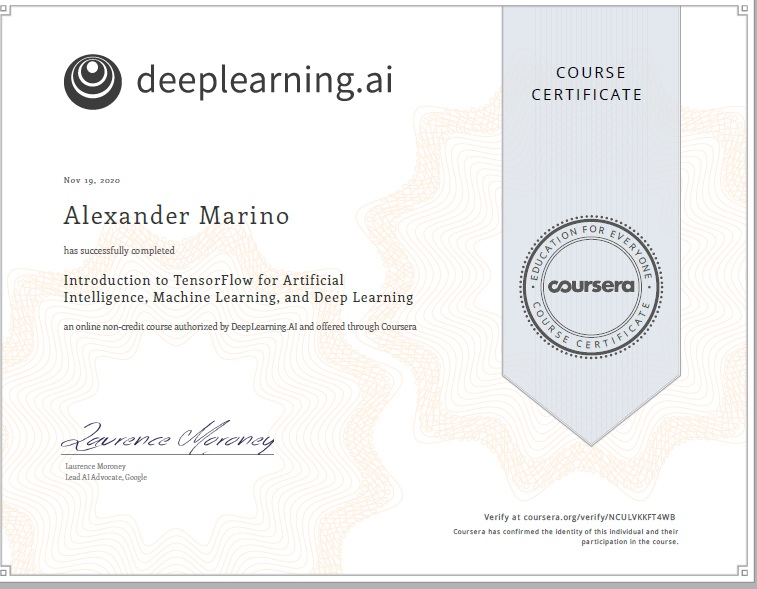 deeplearning.ai
COURSE
CERTIFICATE
Nov 19, 2020
Alexander Marino
has successfully completed
Introduction to TensorFlow for Artificial
Intelligence, Machine Learning, and Deep Learning
an online non-credit course authorized by DeepLearning.AI and offered through Coursera
EDUCATION FOR EVERYONE
coursera
COURSE CERTIFICATE
Laurence Moroney
Laurence Moroney
Lead AI Advocate, Google
Verify at coursera.org/verify/NCULVKKFT4WB
Coursera has confirmed the identity of this individual and their
participation in the course.